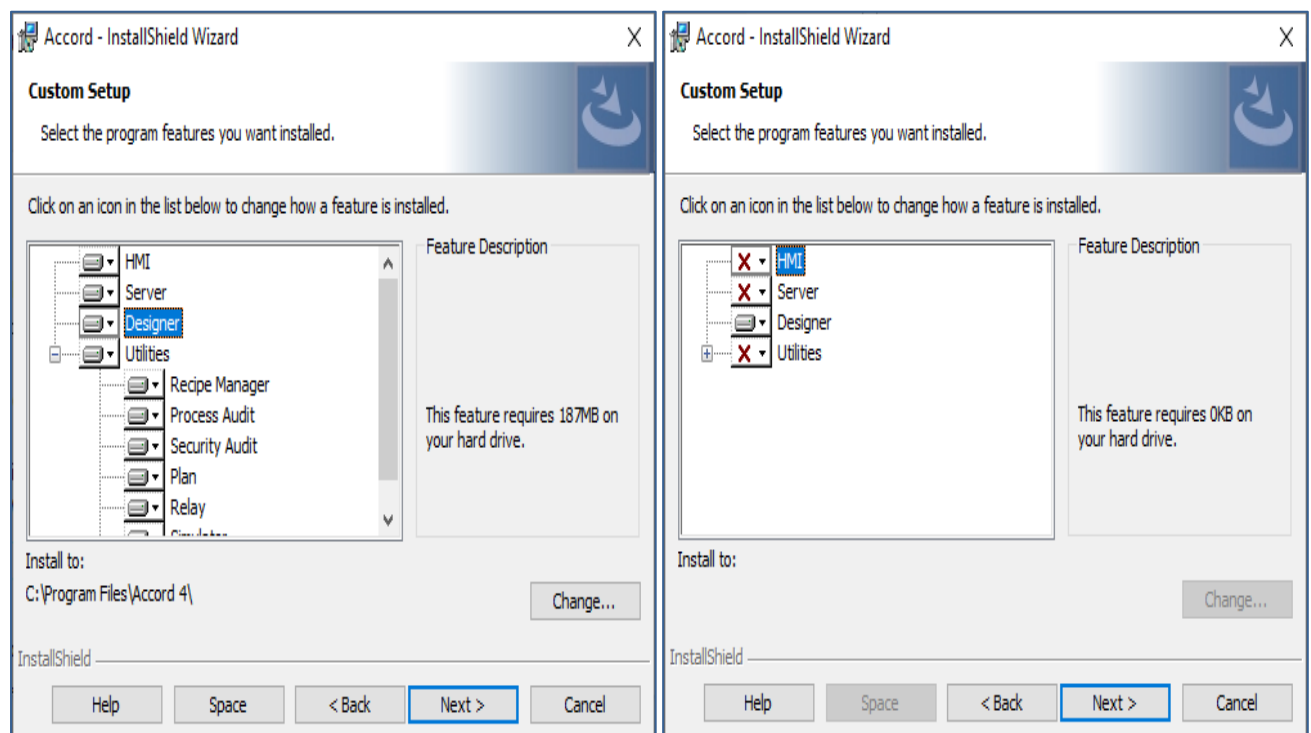 Accord - InstallShield Wizard
Custom Setup
Select the program features you want installed.
Click on an icon in the list below to change how a feature is installed.
HMI
Server
Designer
Utilities
Recipe Manager
Process Audit
Security Audit
Plan
Relay
Simulator
Feature Description
This feature requires 187MB on
your hard drive.
Install to:
C:\Program Files\Accord 4\
Change...
InstallShield
Help
Space
< Back
Next >
Cancel
Accord - InstallShield Wizard
Custom Setup
Select the program features you want installed.
Click on an icon in the list below to change how a feature is installed.
HMI
Server
Designer
Utilities
Feature Description
This feature requires 0KB on
your hard drive.
Install to:
Change...
InstallShield
Help
Space
< Back
Next >
Cancel